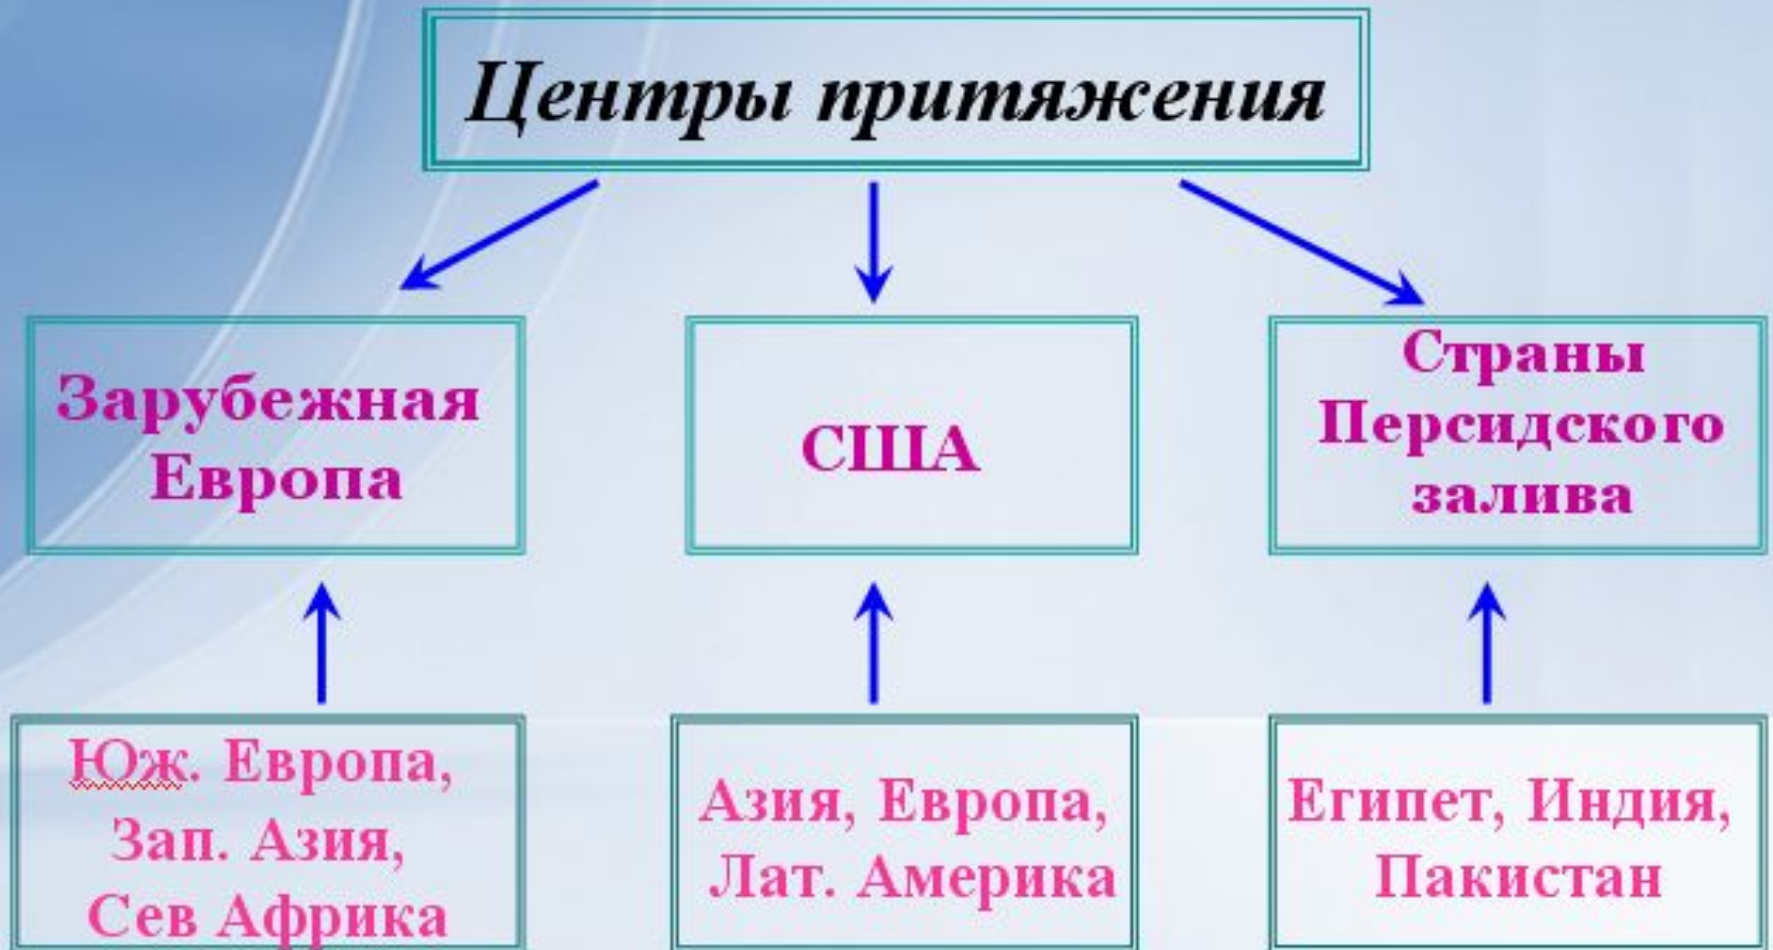 Центры притяжения
Зарубежная
Европа
США
Страны
Персидского
залива
Юж. Европа,
Зап. Азия,
Сев Африка
Азия, Европа,
Лат. Америка
Египет, Индия,
Пакистан